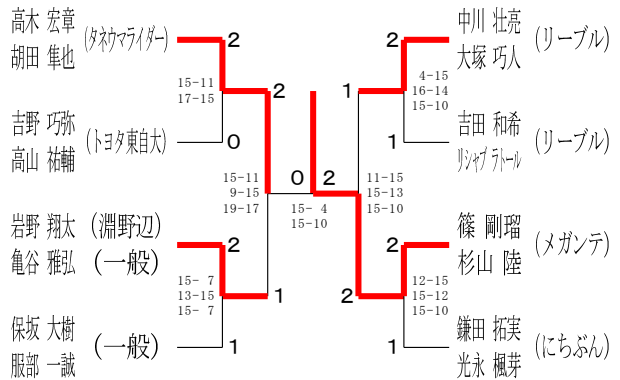 高木 宏章
胡田 隼也
(タネウマライダー)
2
15-11
17-15
吉野 巧弥
高山 祐輔
(トヨタ東自大)
0
2
15-11
9-15
19-17
岩野 翔太 (淵野辺)
亀谷 雅弘 (一般)
2
15- 7
13-15
15- 7
保坂 大樹
服部 一誠
(一般)
1
1
0
2
15- 4
15-10
中川 壮亮
大塚 巧人
(リーブル)
2
4-15
16-14
15-10
吉田 和希
リシャブ ラトール
(リーブル)
1
1
11-15
15-13
15-10
篠 剛瑠
杉山 陸
(メガンテ)
2
12-15
15-12
15-10
鎌田 拓実
光永 楓芽
(にちぶん)
1
2